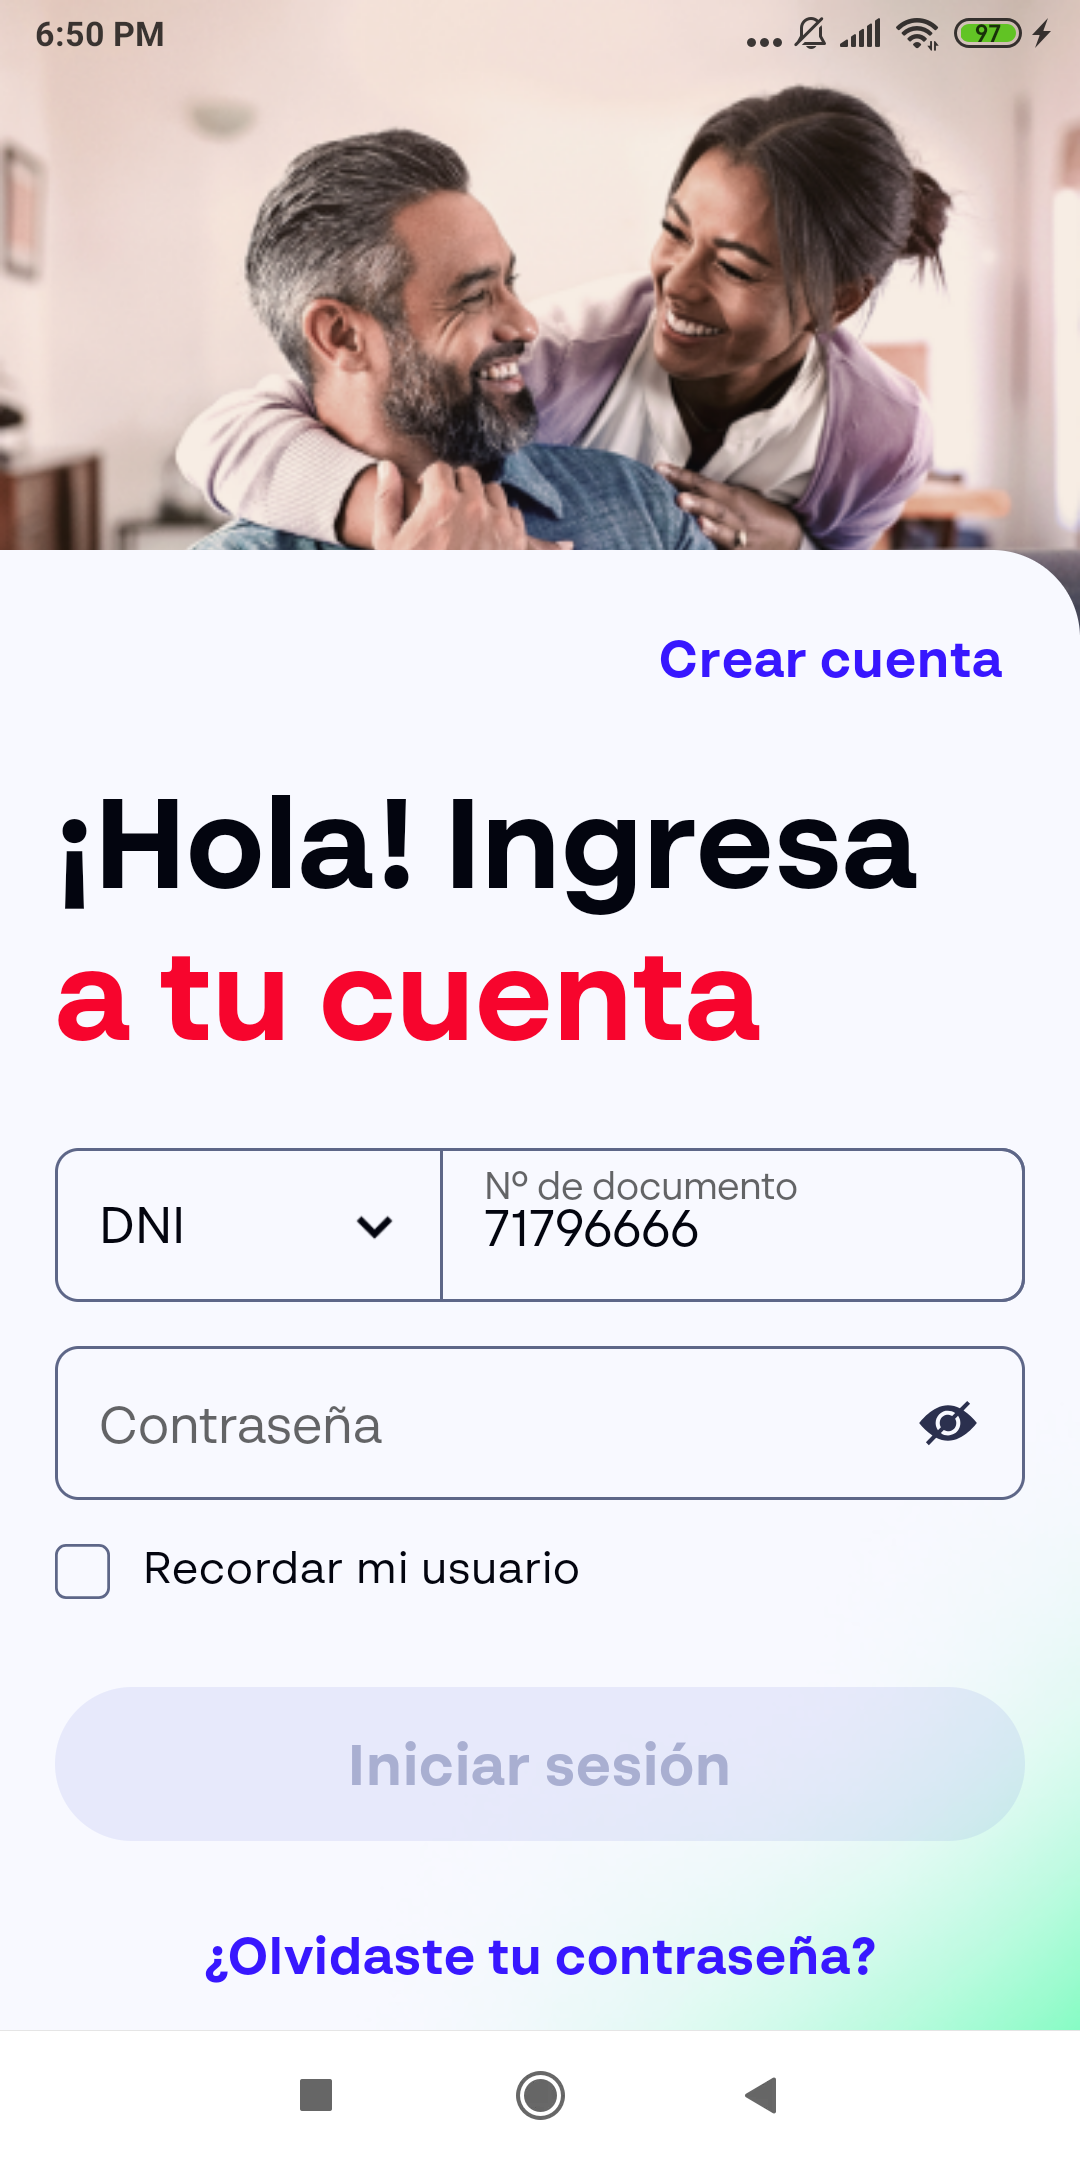 6:50 PM
97
Crear cuenta
¡Hola! Ingresa
a tu cuenta
DNI
Nº de documento
71796666
Contraseña
Recordar mi usuario
Iniciar sesión
¿Olvidaste tu contraseña?